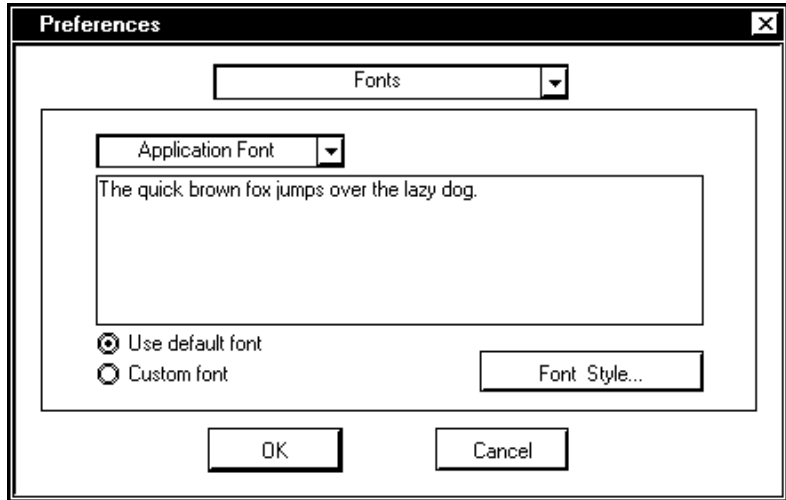 Preferences
Fonts
Application Font
The quick brown fox jumps over the lazy dog.
Use default font
Custom font
Font Style...
OK
Cancel